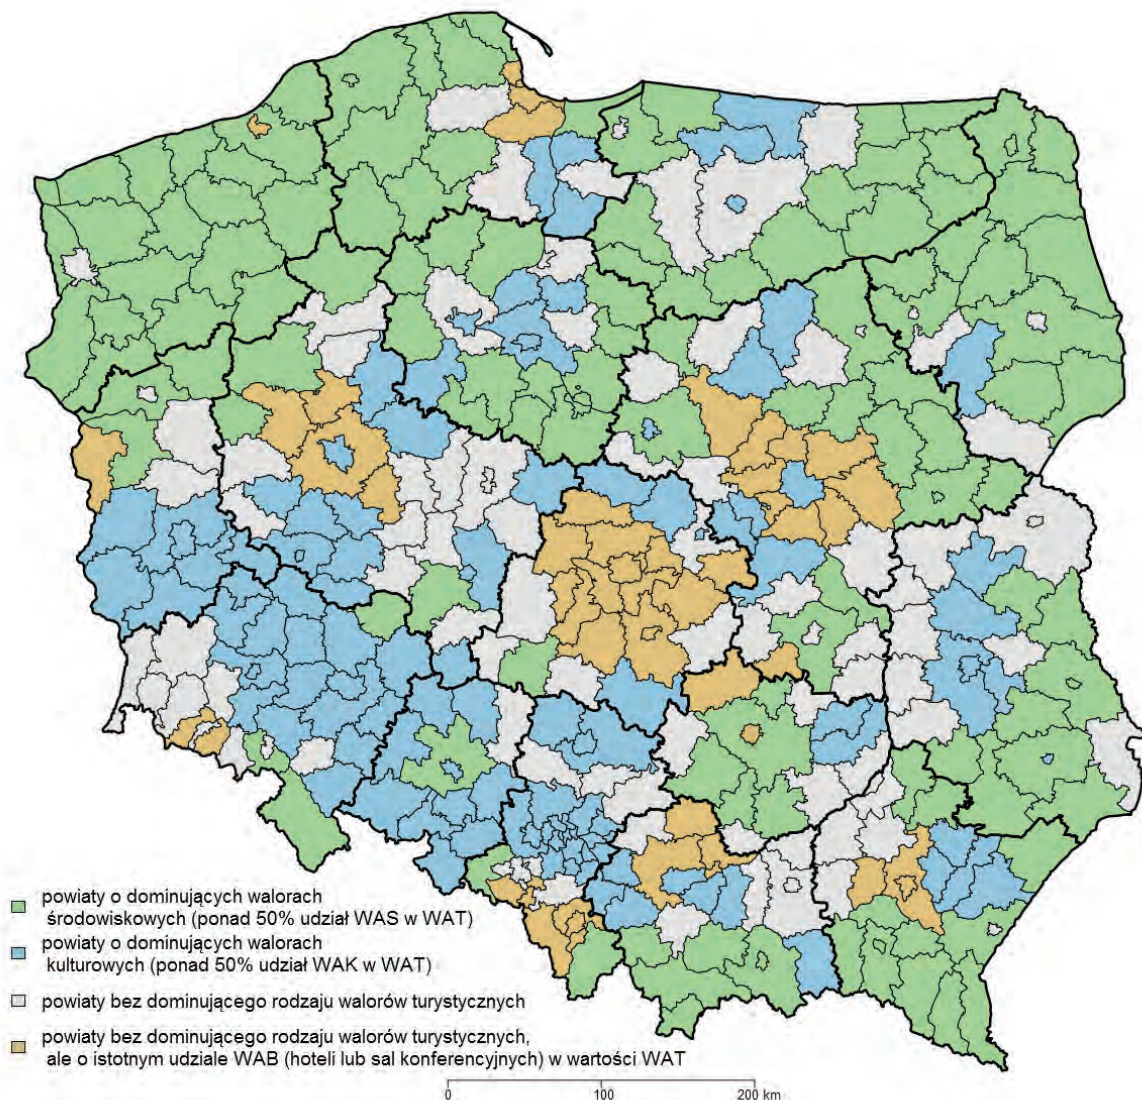 powiaty o dominujących walorach
środowiskowych (ponad 50% udział WAS w WAT)
powiaty o dominujących walorach
kulturowych (ponad 50% udział WAK w WAT)
powiaty bez dominującego rodzaju walorów turystycznych
powiaty bez dominującego rodzaju walorów turystycznych,
ale o istotnym udziale WAB (hoteli lub sal konferencyjnych) w wartości WAT
0 100 200 km